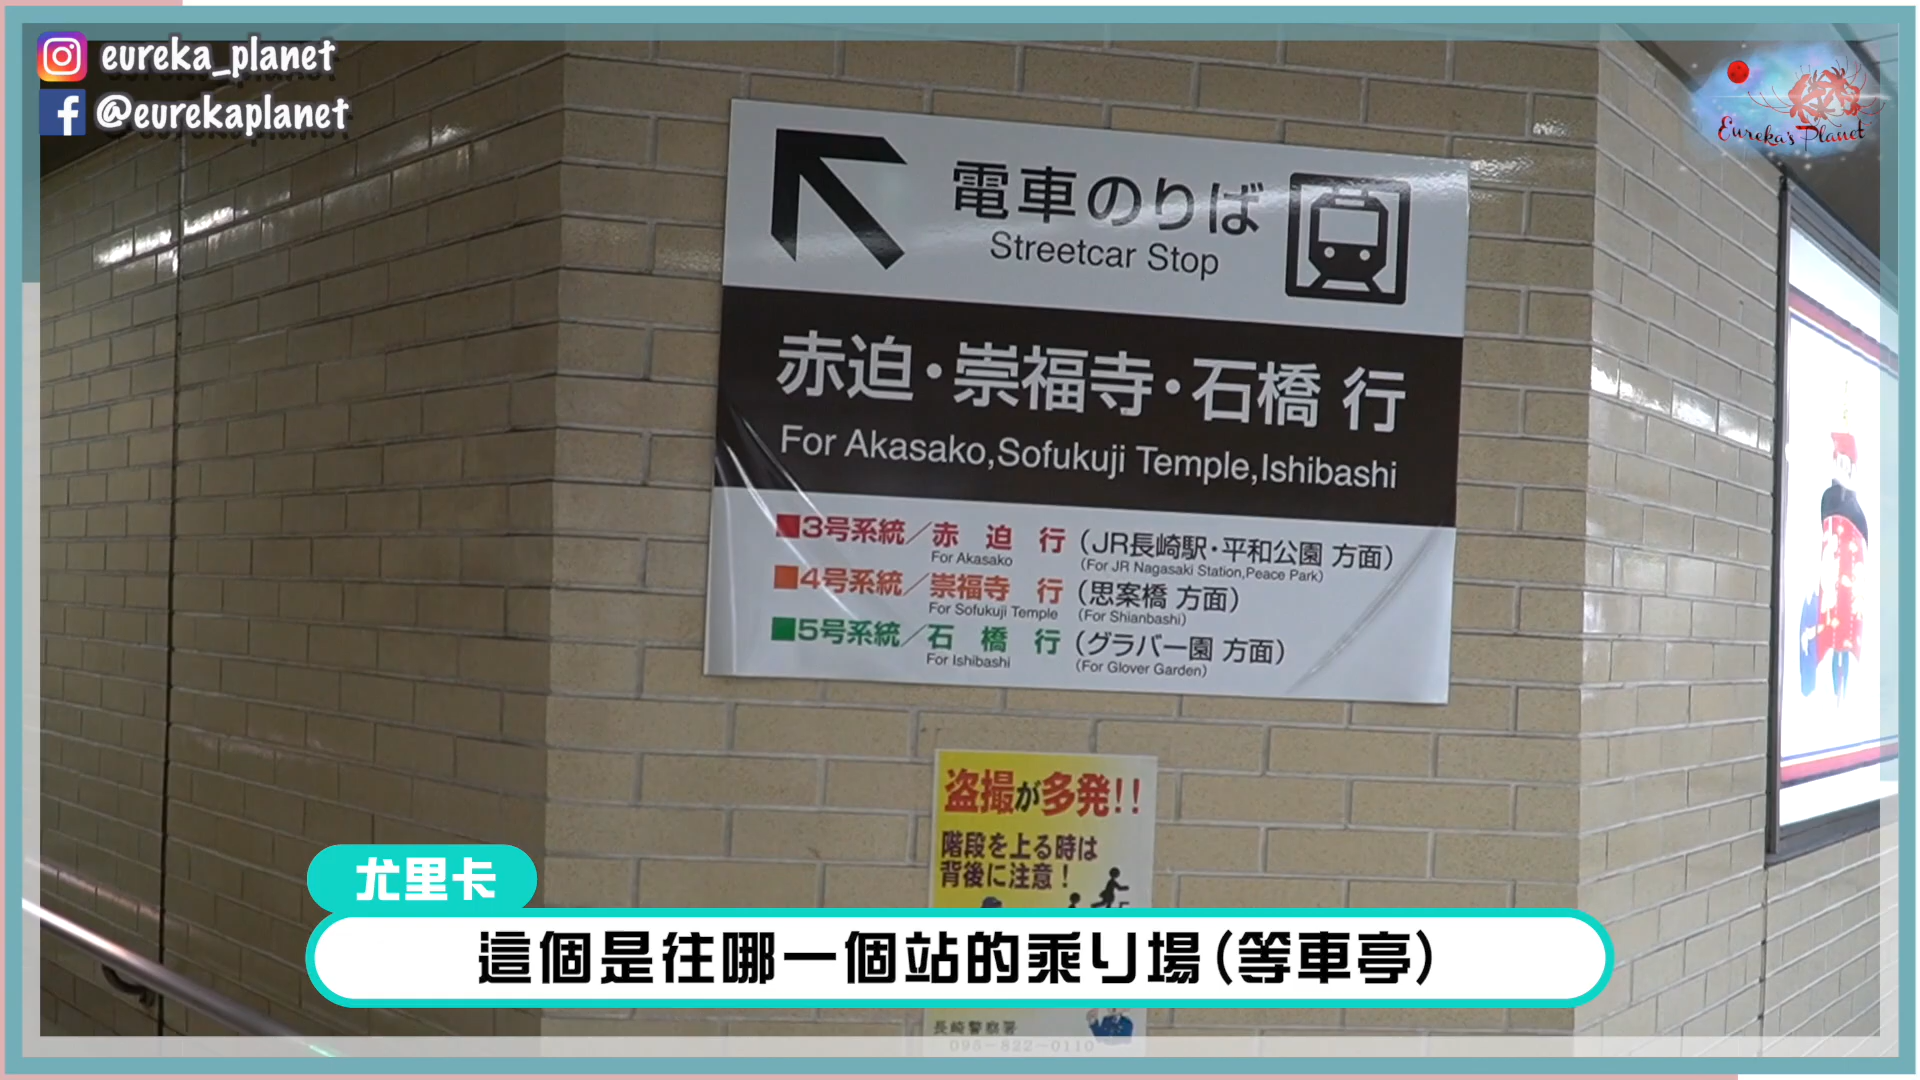 eureka_planet
@eurekaplanet
Eureka's Planet
電車のりば
Streetcar Stop
赤迫・崇福寺・石橋 行
For Akasako,Sofukuji Temple,Ishibashi
■3号系統／赤迫行（JR長崎駅・平和公園 方面）
For Akasako (For JR Nagasaki Station,Peace Park)
■4号系統／崇福寺 行（思案橋 方面）
For Sofukuji Temple (For Shianbashi)
■5号系統／石橋行（グラバー園 方面）
For Ishibashi (For Glover Garden)
盗撮が多発!!
階段を上る時は
背後に注意！
尤里卡
這個是往哪一個站的乘り場(等車亭)
長崎警察署
095-822-0110